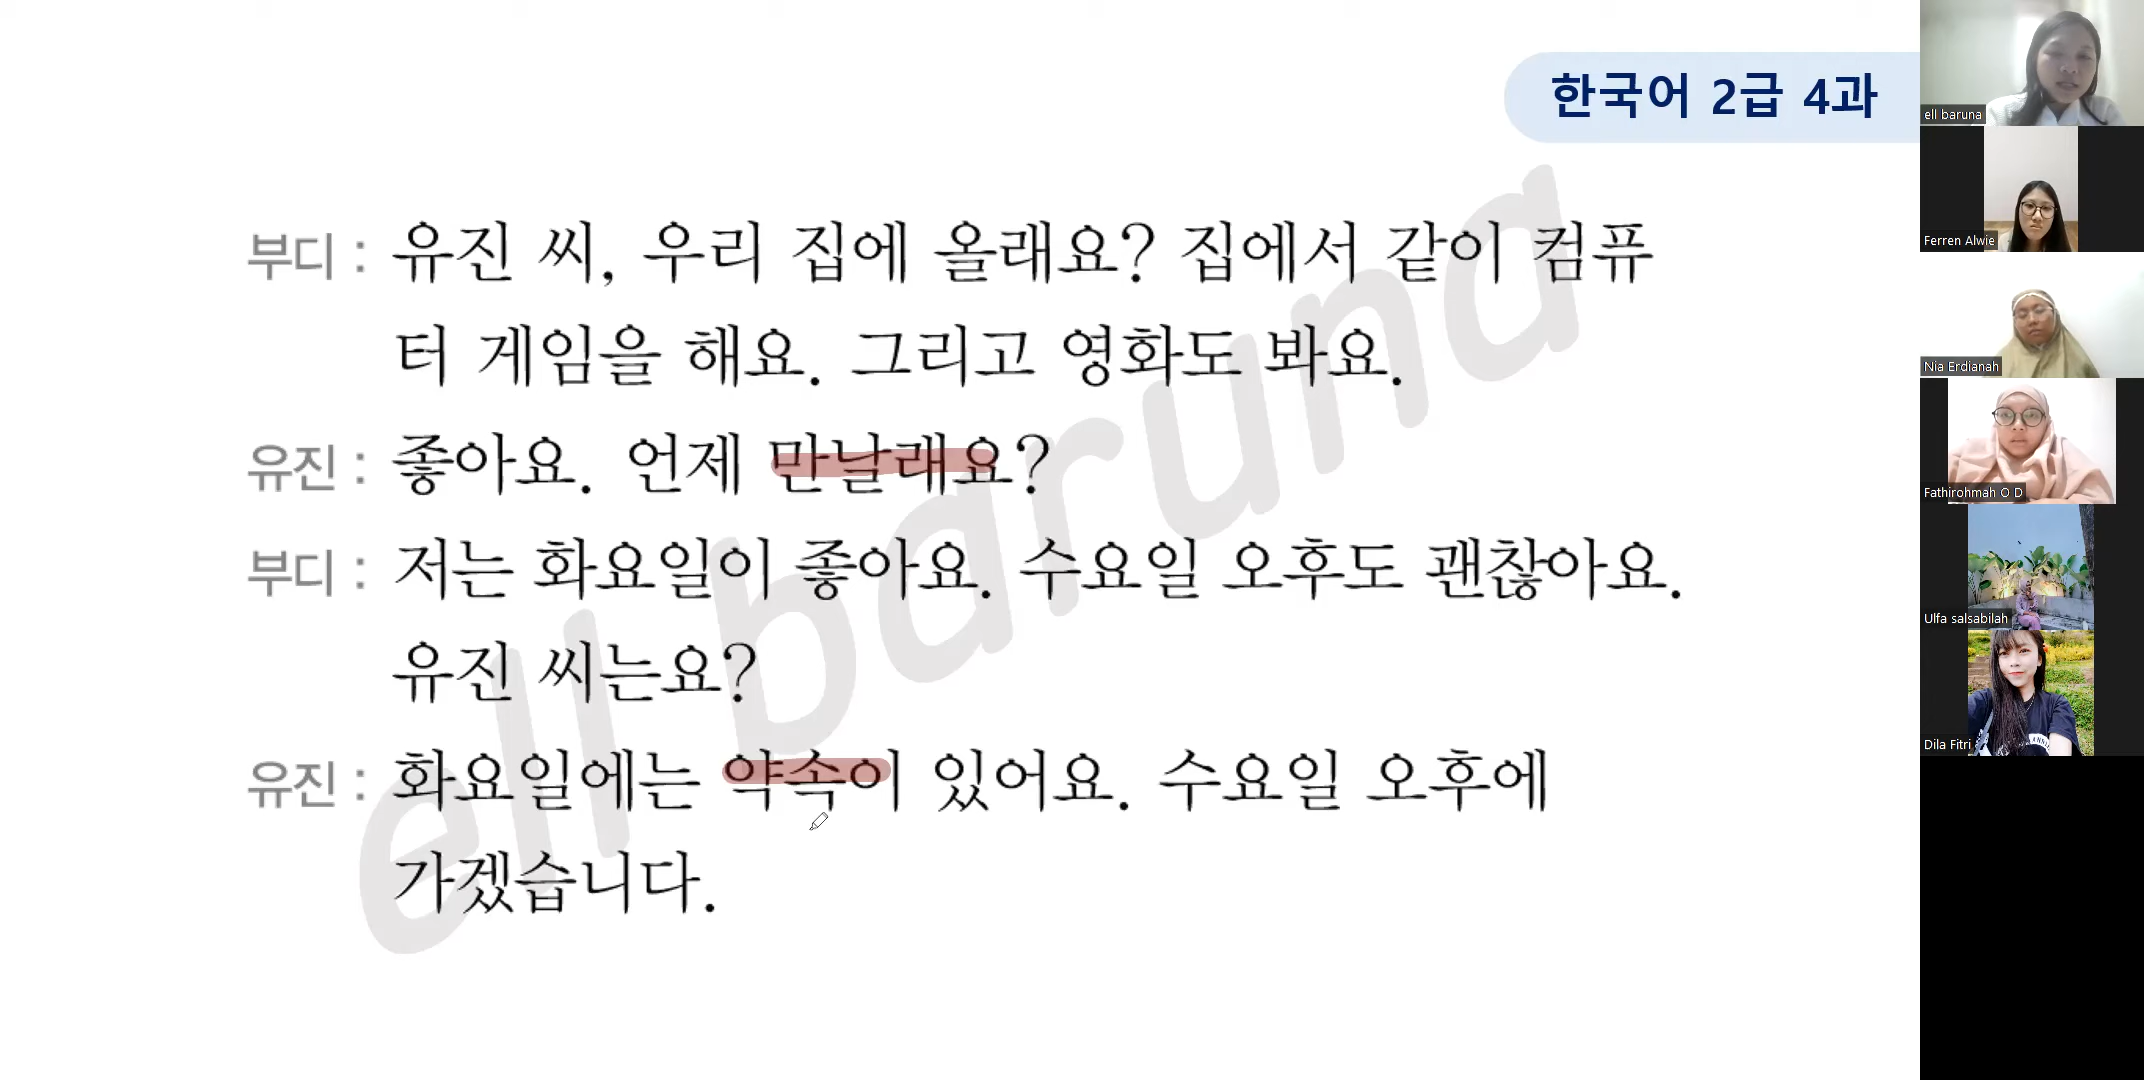 한국어 2급 4과
부디 : 유진 씨, 우리 집에 올래요? 집에서 같이 컴퓨
터 게임을 해요. 그리고 영화도 봐요.
유진 : 좋아요. 언제 만날래요?
부디 : 저는 화요일이 좋아요. 수요일 오후도 괜찮아요.
유진 씨는요?
유진 : 화요일에는 약속이 있어요. 수요일 오후에
가겠습니다.
ell baruna
ell baruna
Ferren Alwie
Nia Erdianah
Fathirohmah O D
Ulfa salsabilah
Dila Fitri